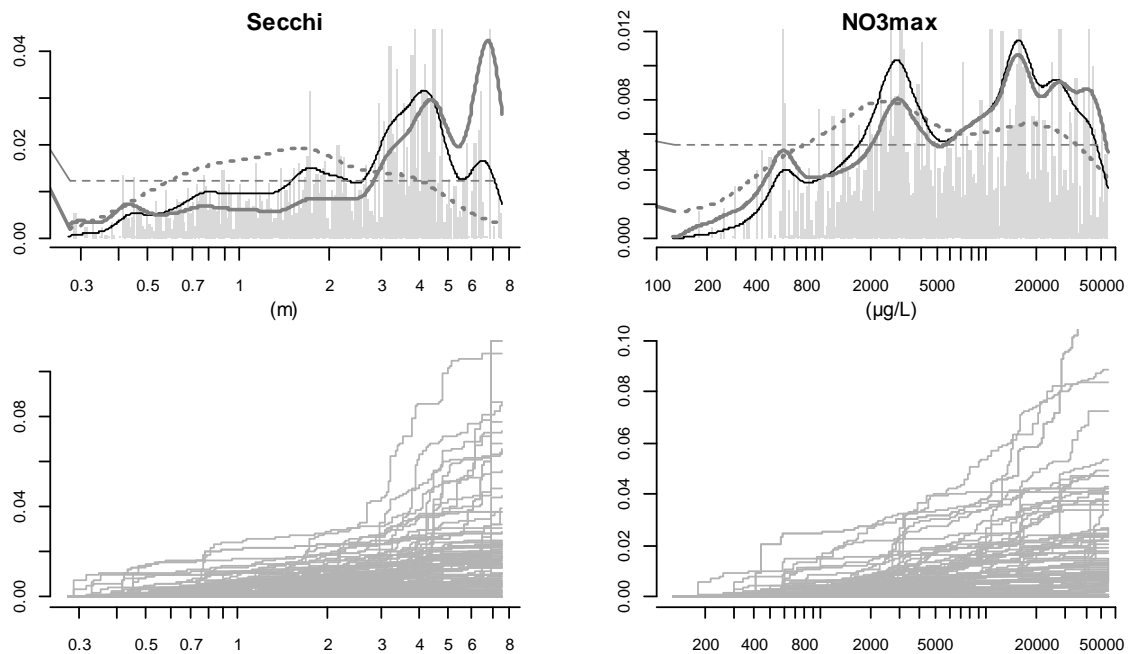 Secchi
NO3max
0.00 0.02 0.04
0.000 0.004 0.008 0.012
0.3 0.5 0.7 1 2 3 4 5 6 8
100 200 400 800 2000 5000 20000 50000
(m)
(µg/L)
0.00 0.04 0.08
0.00 0.02 0.04 0.06 0.08 0.10
0.3 0.5 0.7 1 2 3 4 5 6 8
200 400 800 2000 5000 20000 50000